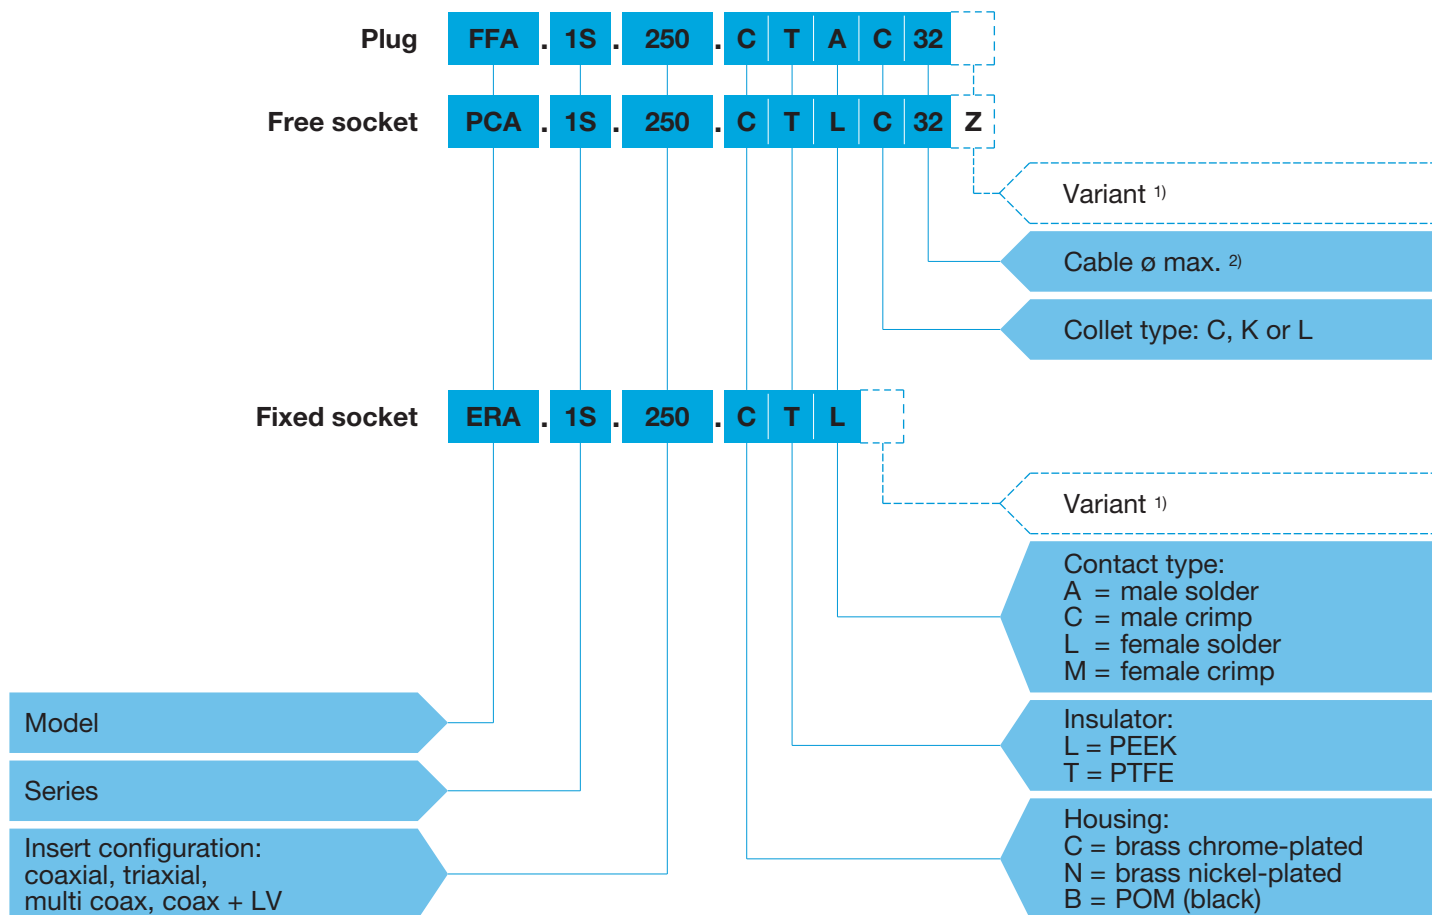 Plug FFA . 1S . 250 . C T A C 32
Free socket PCA . 1S . 250 . C T L C 32 Z
Variant 1)
Cable ø max. 2)
Collet type: C, K or L
Fixed socket ERA . 1S . 250 . C T L
Variant 1)
Contact type:
A = male solder
C = male crimp
L = female solder
M = female crimp
Model
Insulator:
L = PEEK
T = PTFE
Series
Insert configuration:
coaxial, triaxial,
multi coax, coax + LV
Housing:
C = brass chrome-plated
N = brass nickel-plated
B = POM (black)